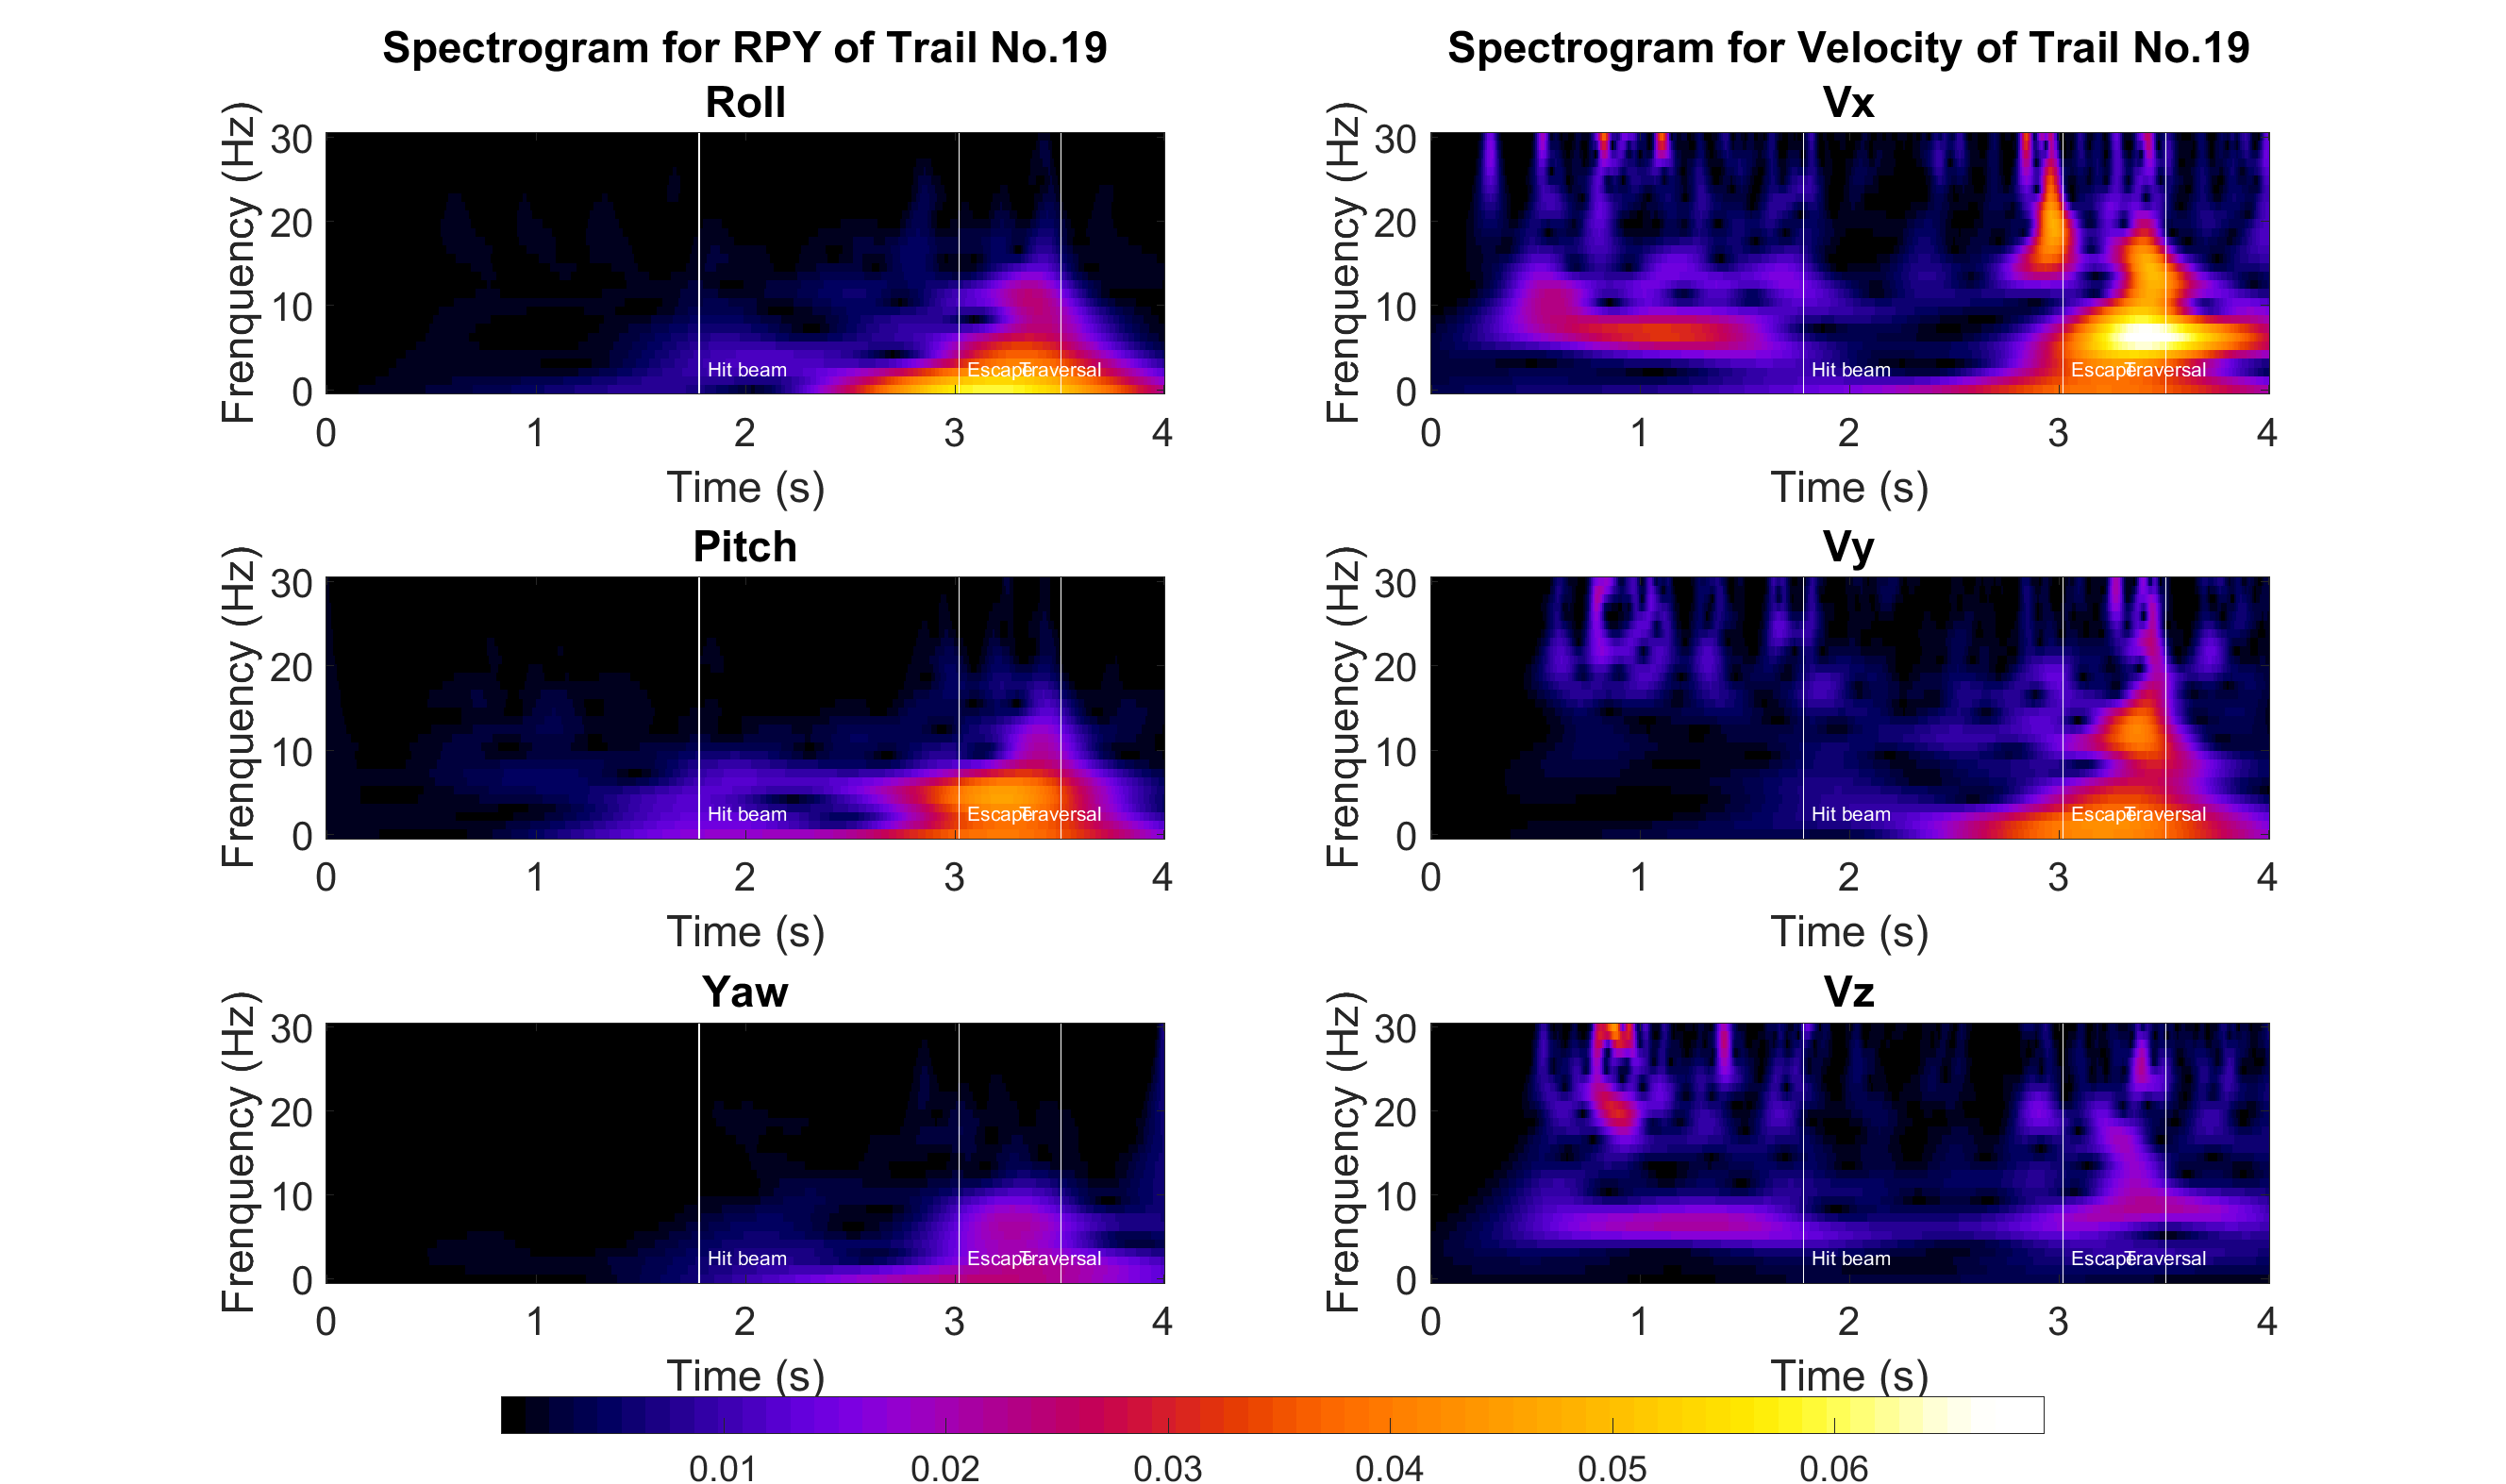 Spectrogram for RPY of Trail No.19
Roll
Frenquency (Hz)
30
20
10
0
Hit beam
Escape
Traversal
0 1 2 3 4
Time (s)
Pitch
Frenquency (Hz)
30
20
10
0
Hit beam
Escape
Traversal
0 1 2 3 4
Time (s)
Yaw
Frenquency (Hz)
30
20
10
0
Hit beam
Escape
Traversal
0 1 2 3 4
Time (s)
Spectrogram for Velocity of Trail No.19
Vx
Frenquency (Hz)
30
20
10
0
Hit beam
Escape
Traversal
0 1 2 3 4
Time (s)
Vy
Frenquency (Hz)
30
20
10
0
Hit beam
Escape
Traversal
0 1 2 3 4
Time (s)
Vz
Frenquency (Hz)
30
20
10
0
Hit beam
Escape
Traversal
0 1 2 3 4
Time (s)
0.01 0.02 0.03 0.04 0.05 0.06